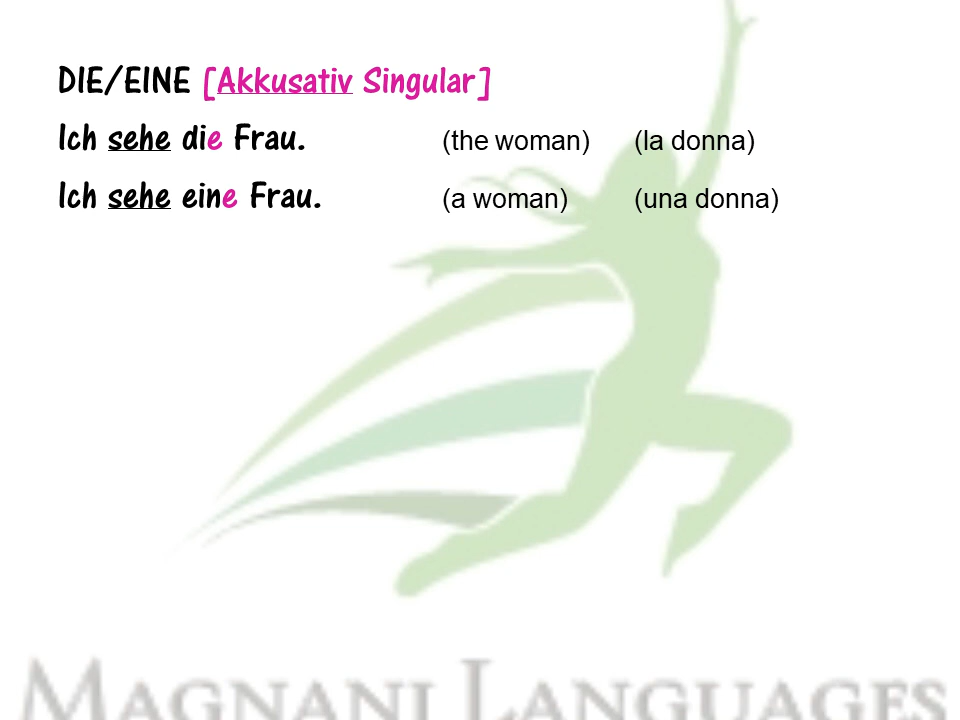 DIE/EINE [Akkusativ Singular]
Ich sehe die Frau. (the woman) (la donna)
Ich sehe eine Frau. (a woman) (una donna)
MAGNANI LANGUAGES